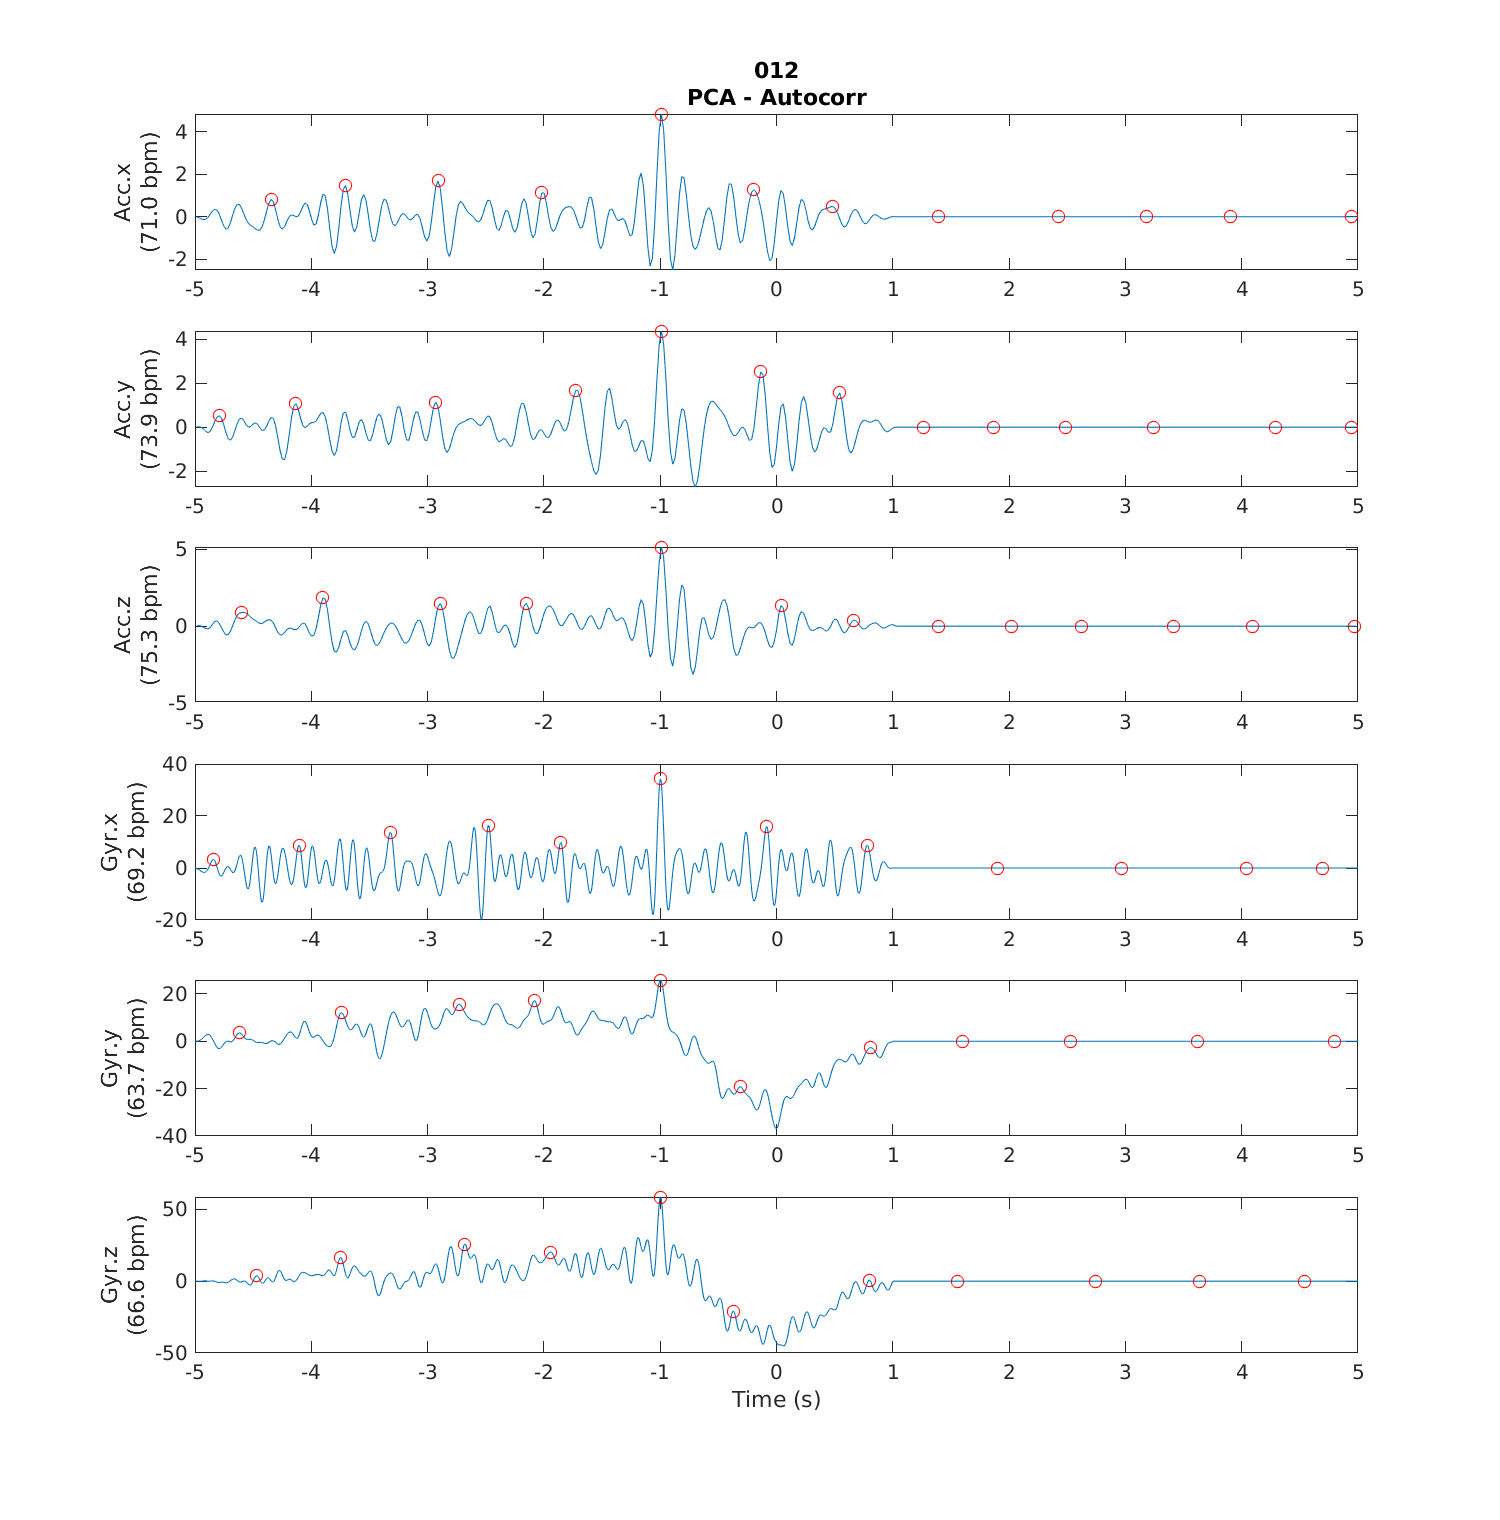 012
PCA - Autocorr
Acc.x
(71.0 bpm)
4
2
0
-2
-5 -4 -3 -2 -1 0 1 2 3 4 5
Acc.y
(73.9 bpm)
4
2
0
-2
-5 -4 -3 -2 -1 0 1 2 3 4 5
Acc.z
(75.3 bpm)
5
0
-5
-5 -4 -3 -2 -1 0 1 2 3 4 5
Gyr.x
(69.2 bpm)
40
20
0
-20
-5 -4 -3 -2 -1 0 1 2 3 4 5
Gyr.y
(63.7 bpm)
20
0
-20
-40
-5 -4 -3 -2 -1 0 1 2 3 4 5
Gyr.z
(66.6 bpm)
50
0
-50
-5 -4 -3 -2 -1 0 1 2 3 4 5
Time (s)